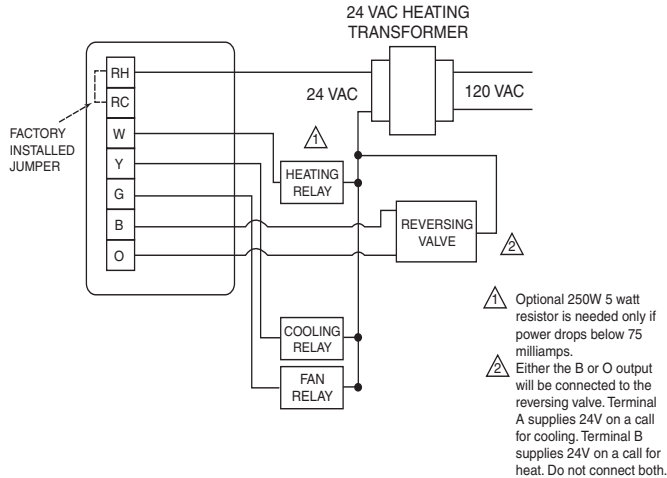 24 VAC HEATING
TRANSFORMER
RH
RC
W
Y
G
B
O
FACTORY
INSTALLED
JUMPER
24 VAC
120 VAC
1
HEATING
RELAY
REVERSING
VALVE
2
COOLING
RELAY
FAN
RELAY
1 Optional 250W 5 watt
resistor is needed only if
power drops below 75
milliamps.
2 Either the B or O output
will be connected to the
reversing valve. Terminal
A supplies 24V on a call
for cooling. Terminal B
supplies 24V on a call for
heat. Do not connect both.